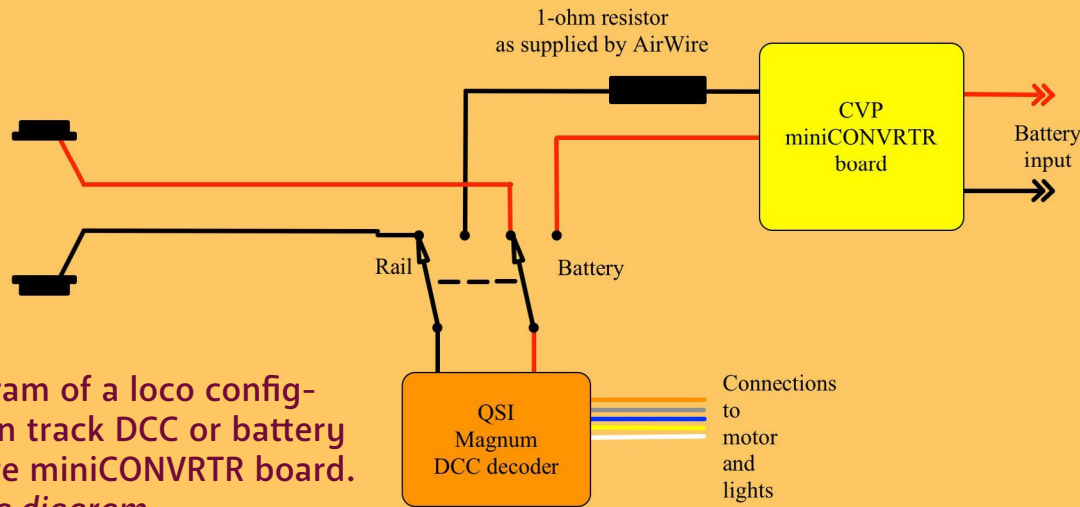 1-ohm resistor
as supplied by AirWire
CVP
miniCONVRTR
board
Battery
input
Rail
Battery
QSI
Magnum
DCC decoder
Connections
to
motor
and
lights
ram of a loco config-
n track DCC or battery
e miniCONVRTR board.